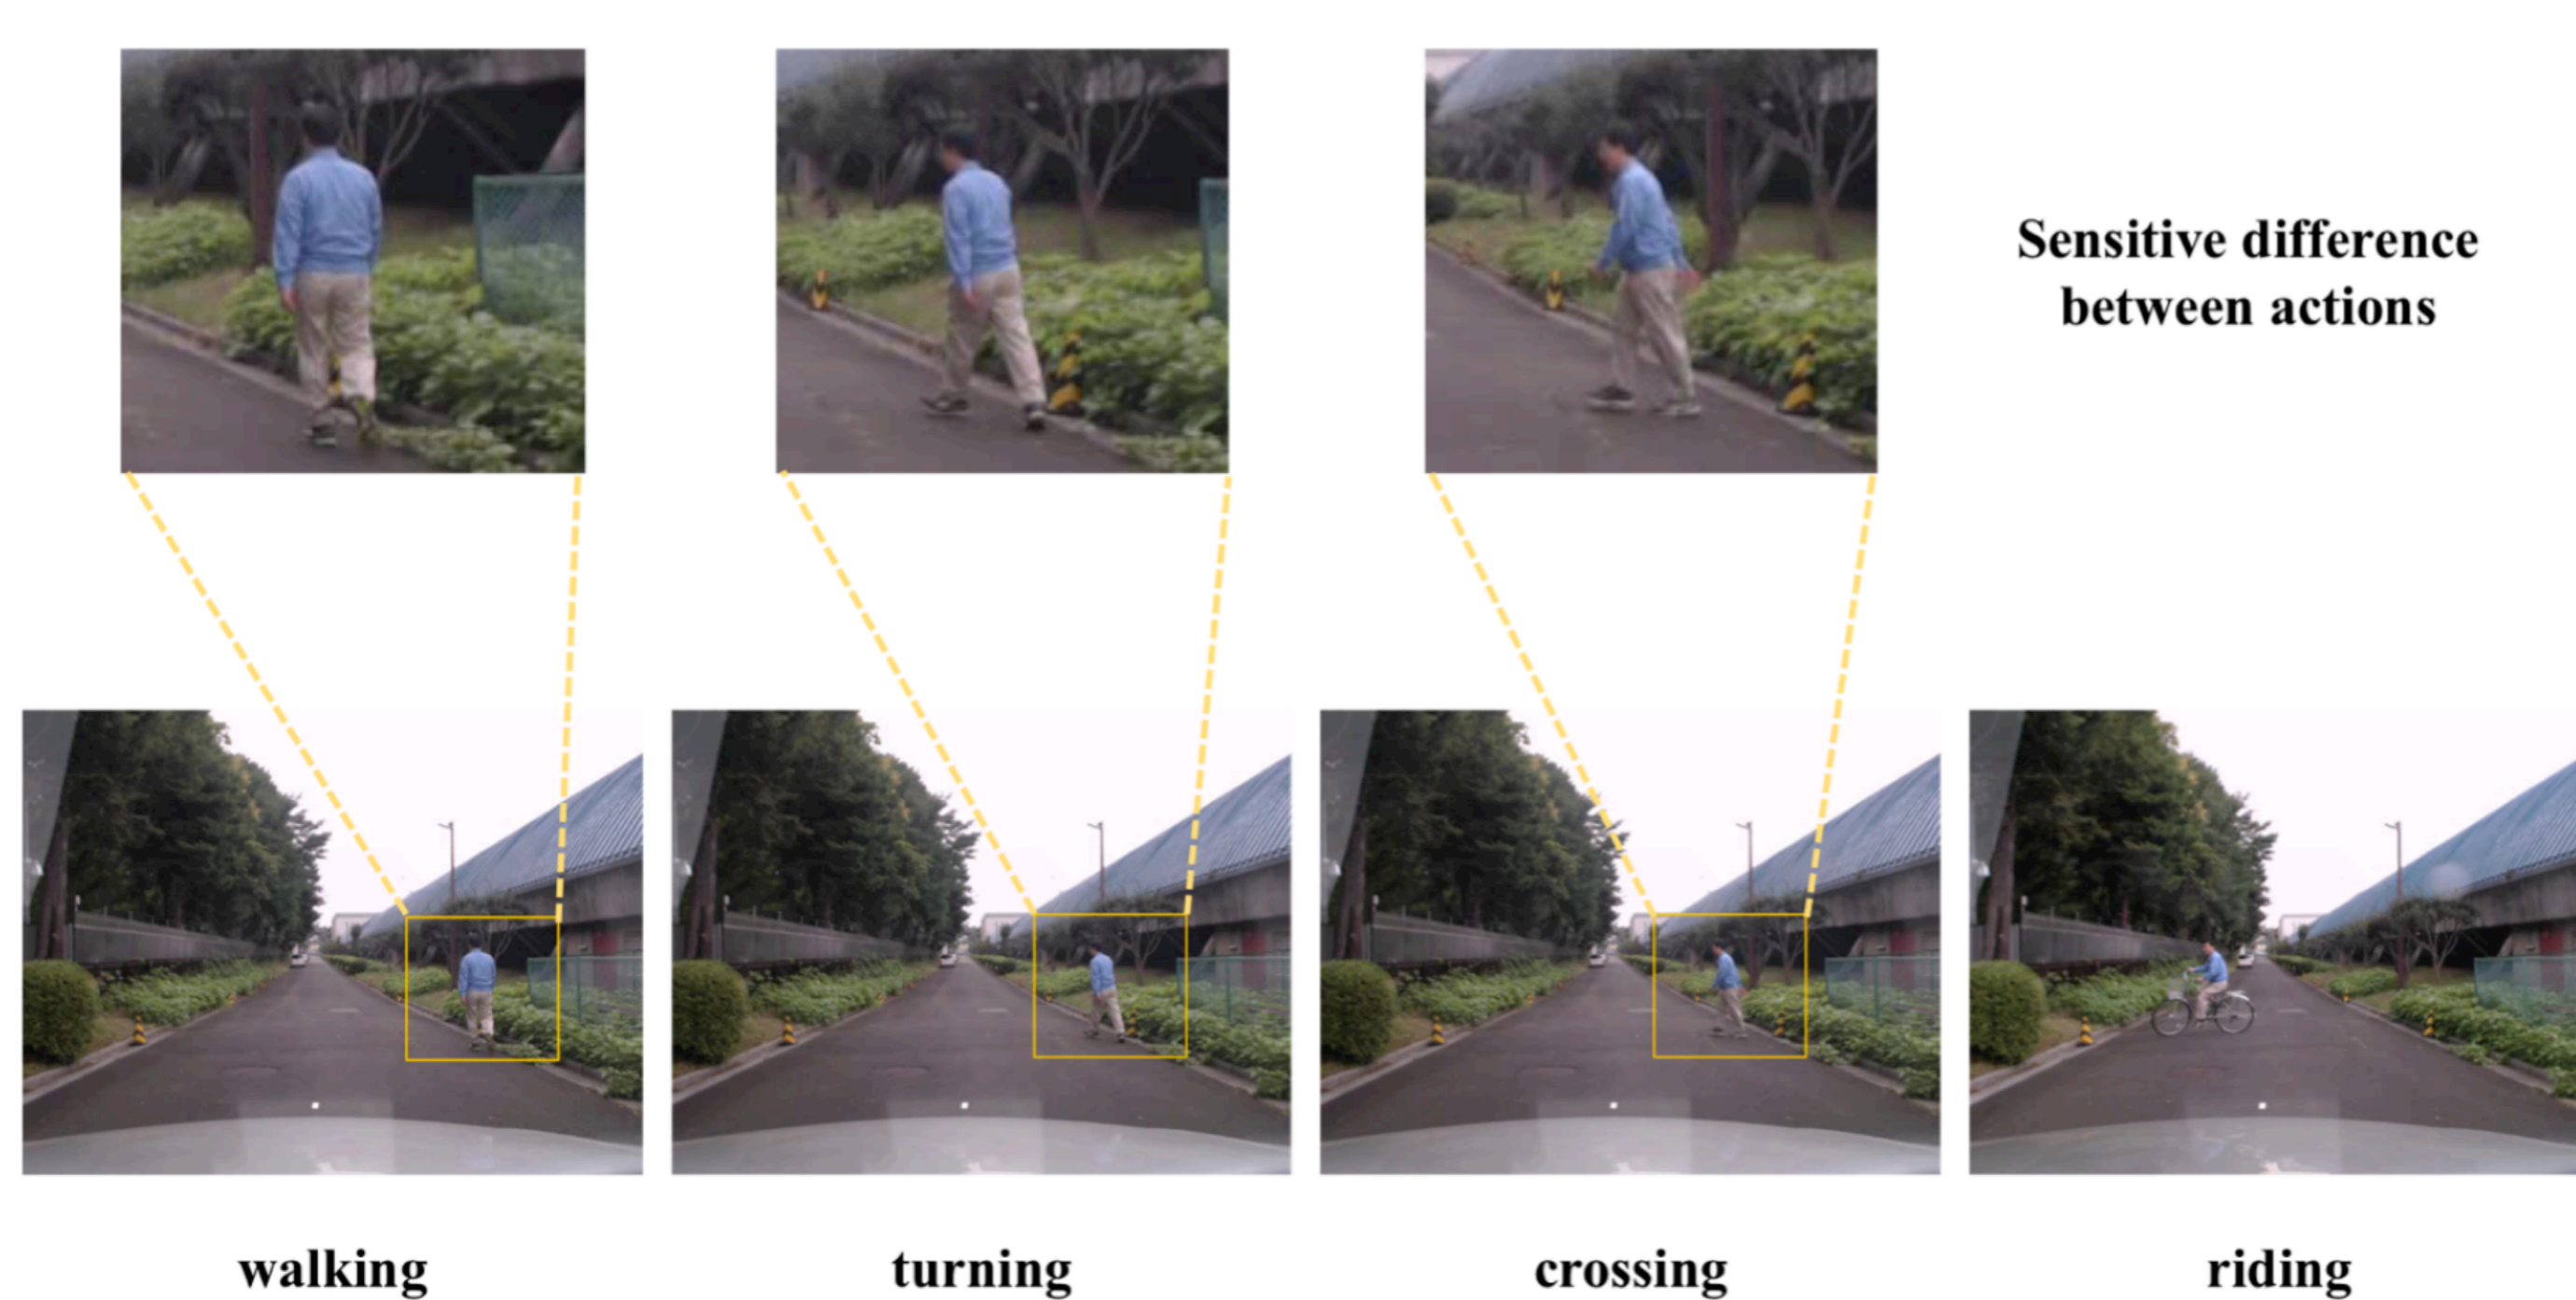 Sensitive difference
between actions
walking
turning
crossing
riding